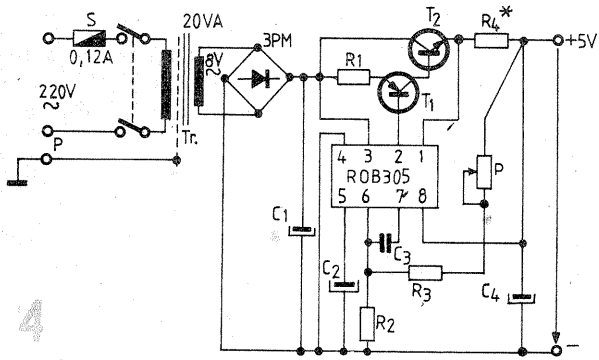 S
20VA
3PM
T2
R4*
+5V
0,12A
8V
~
R1
T1
220V
~
P
Tr.
4 3 2 1
ROB305
5 6 7 8
P
C1
C2
C3
R3
C4
R2
−
4